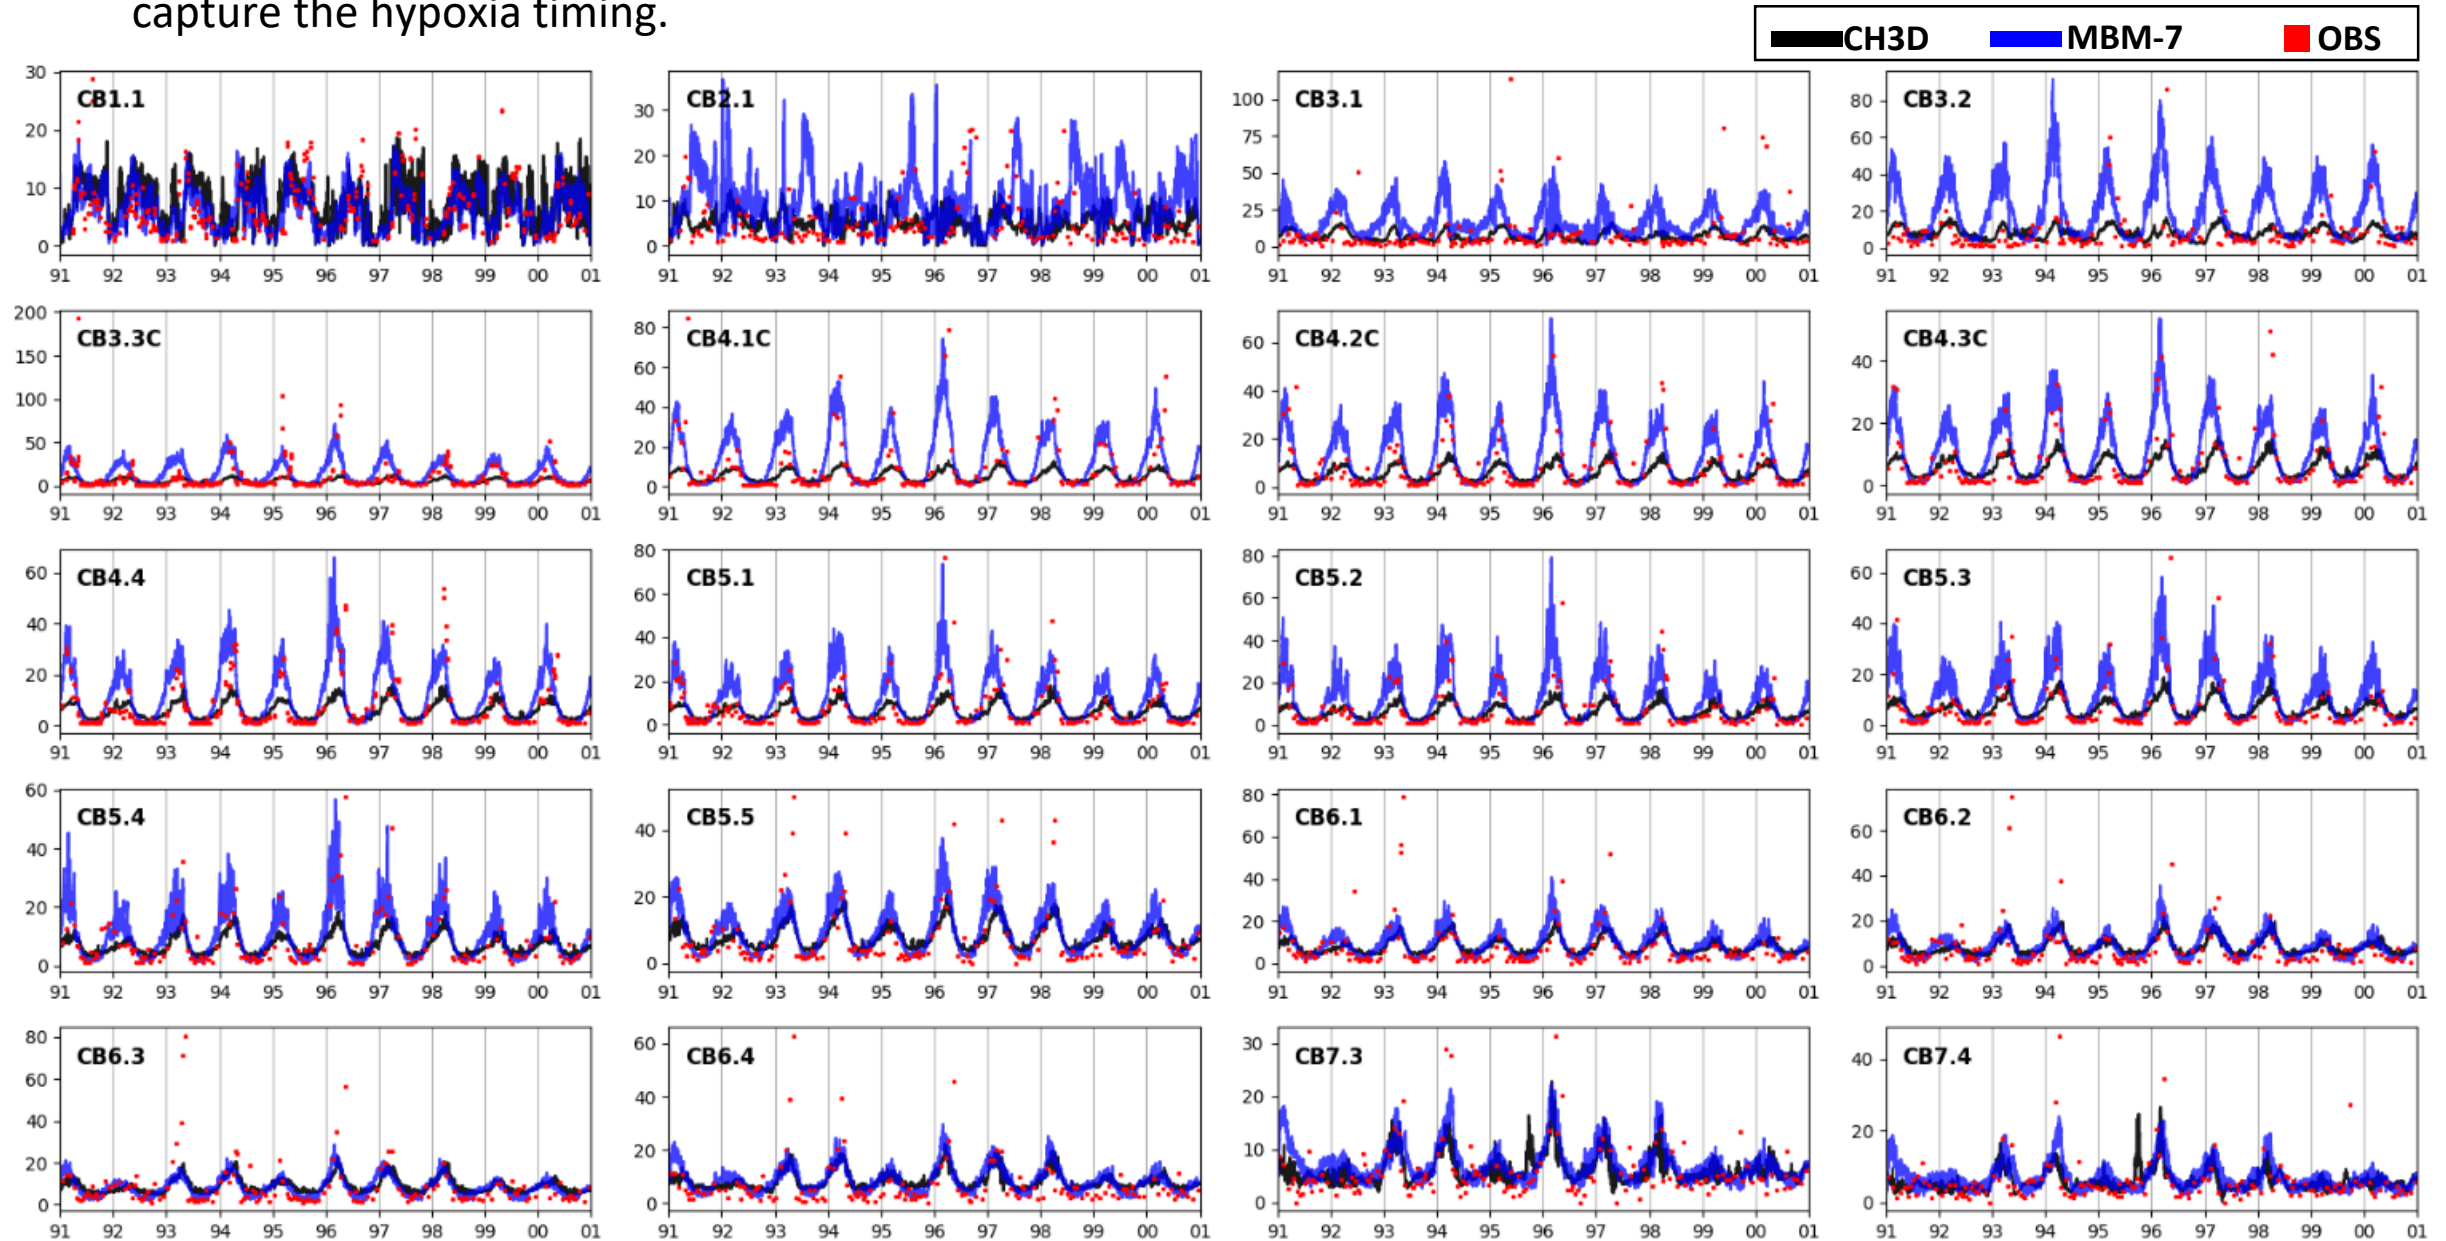 capture the hypoxia timing.
CH3D MBM-7 OBS
CB1.1 CB2.1 CB3.1 CB3.2
30 20 10 0
30 20 10 0
100 75 50 25 0
80 60 40 20 0
91 92 93 94 95 96 97 98 99 00 01
91 92 93 94 95 96 97 98 99 00 01
91 92 93 94 95 96 97 98 99 00 01
91 92 93 94 95 96 97 98 99 00 01
CB3.3C CB4.1C CB4.2C CB4.3C
200 150 100 50 0
80 60 40 20 0
60 40 20 0
40 20 0
91 92 93 94 95 96 97 98 99 00 01
91 92 93 94 95 96 97 98 99 00 01
91 92 93 94 95 96 97 98 99 00 01
91 92 93 94 95 96 97 98 99 00 01
CB4.4 CB5.1 CB5.2 CB5.3
60 40 20 0
80 60 40 20 0
80 60 40 20 0
60 40 20 0
91 92 93 94 95 96 97 98 99 00 01
91 92 93 94 95 96 97 98 99 00 01
91 92 93 94 95 96 97 98 99 00 01
91 92 93 94 95 96 97 98 99 00 01
CB5.4 CB5.5 CB6.1 CB6.2
60 40 20 0
40 20 0
80 60 40 20 0
60 40 20 0
91 92 93 94 95 96 97 98 99 00 01
91 92 93 94 95 96 97 98 99 00 01
91 92 93 94 95 96 97 98 99 00 01
91 92 93 94 95 96 97 98 99 00 01
CB6.3 CB6.4 CB7.3 CB7.4
80 60 40 20 0
60 40 20 0
30 20 10 0
40 20 0
91 92 93 94 95 96 97 98 99 00 01
91 92 93 94 95 96 97 98 99 00 01
91 92 93 94 95 96 97 98 99 00 01
91 92 93 94 95 96 97 98 99 00 01